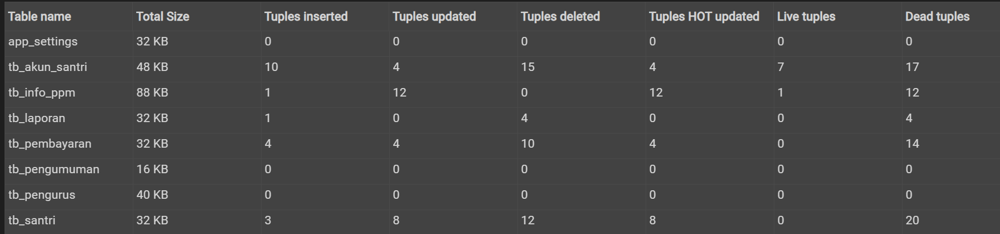 Table name Total Size Tuples inserted Tuples updated Tuples deleted Tuples HOT updated Live tuples Dead tuples
app_settings 32 KB 0 0 0 0 0 0
tb_akun_santri 48 KB 10 4 15 4 7 17
tb_info_ppm 88 KB 1 12 0 12 1 12
tb_laporan 32 KB 1 0 4 0 0 4
tb_pembayaran 32 KB 4 4 10 4 0 14
tb_pengumuman 16 KB 0 0 0 0 0 0
tb_pengurus 40 KB 0 0 0 0 0 0
tb_santri 32 KB 3 8 12 8 0 20